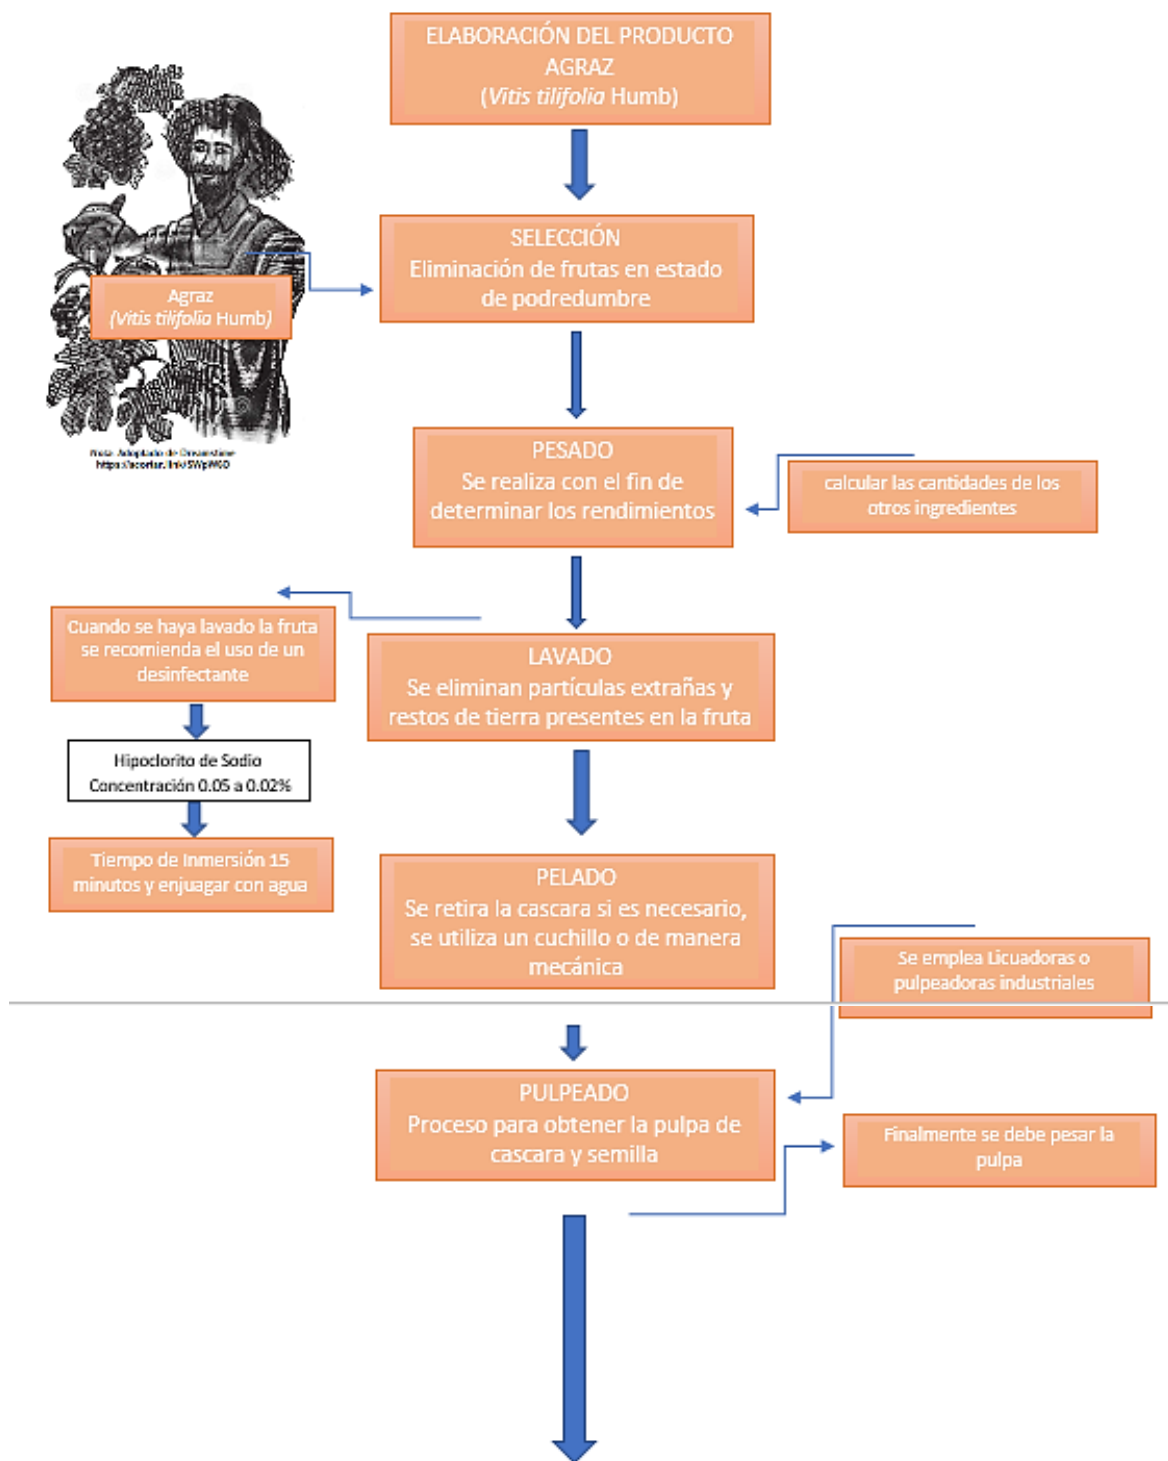 ELABORACIÓN DEL PRODUCTO
AGRAZ
(Vitis tilifolia Humb)
SELECCIÓN
Eliminación de frutas en estado
de podredumbre
Agraz
(Vitis tilifolia Humb)
Nota: Adoptado de Dreamstime
PESADO
Se realiza con el fin de
determinar los rendimientos
calcular las cantidades de los
otros ingredientes
LAVADO
Se eliminan partículas extrañas y
restos de tierra presentes en la fruta
Cuando se haya lavado la fruta
se recomienda el uso de un
desinfectante
Hipoclorito de Sodio
Concentración 0.05 a 0.02%
Tiempo de Inmersión 15
minutos y enjuagar con agua
PELADO
Se retira la cascara si es necesario,
se utiliza un cuchillo o de manera
mecánica
Se emplea Licuadoras o
pulpeadoras industriales
PULPEADO
Proceso para obtener la pulpa de
cascara y semilla
Finalmente se debe pesar la
pulpa